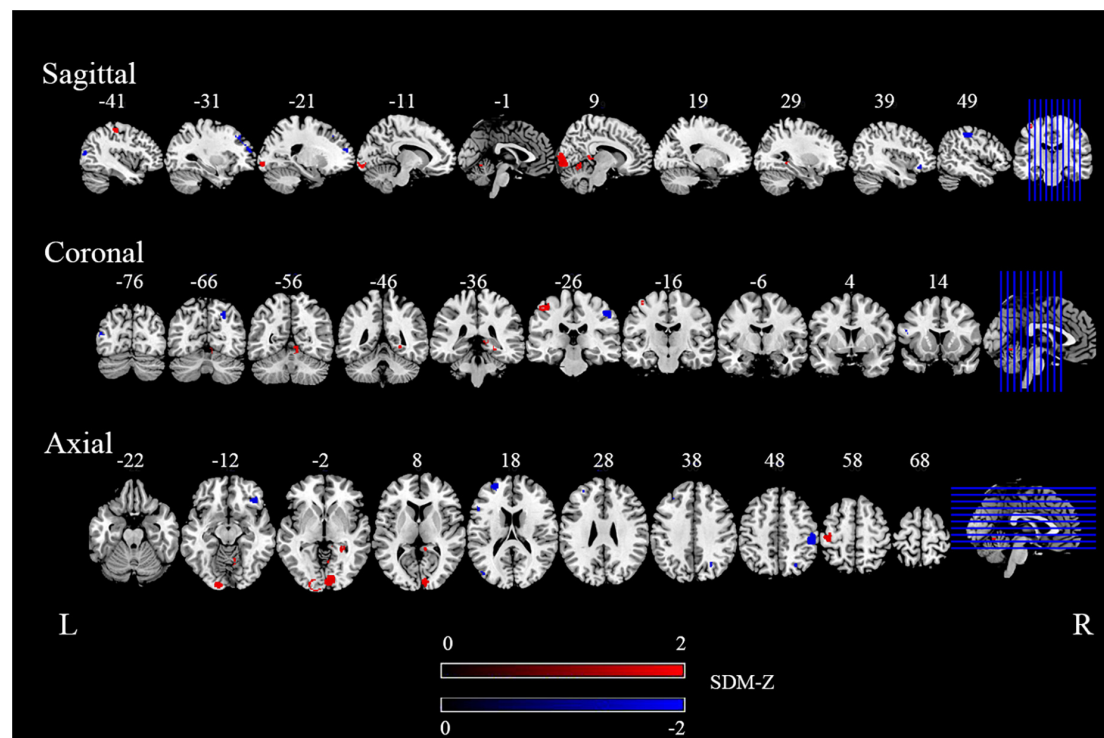 Sagittal
-41 -31 -21 -11 -1 9 19 29 39 49
Coronal
-76 -66 -56 -46 -36 -26 -16 -6 4 14
Axial
-22 -12 -2 8 18 28 38 48 58 68
L R
0 2
SDM-Z
0 -2